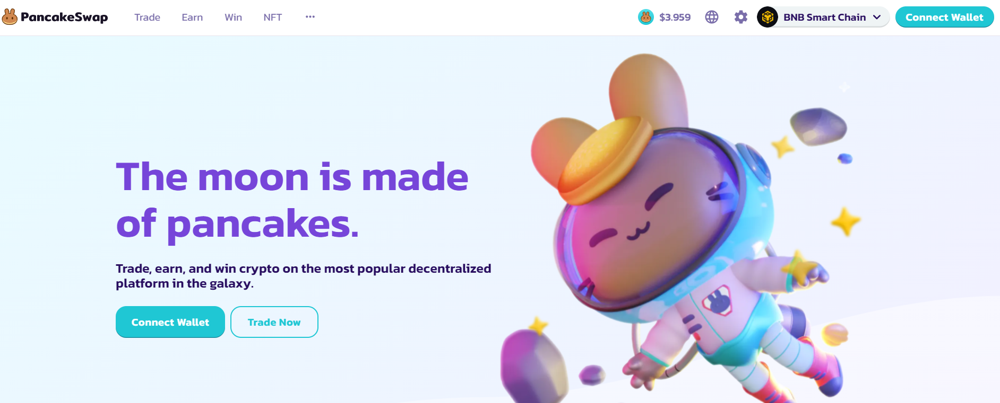 PancakeSwap
Trade
Earn
Win
NFT
$3.959
BNB Smart Chain
Connect Wallet
The moon is made
of pancakes.
Trade, earn, and win crypto on the most popular decentralized
platform in the galaxy.
Connect Wallet
Trade Now